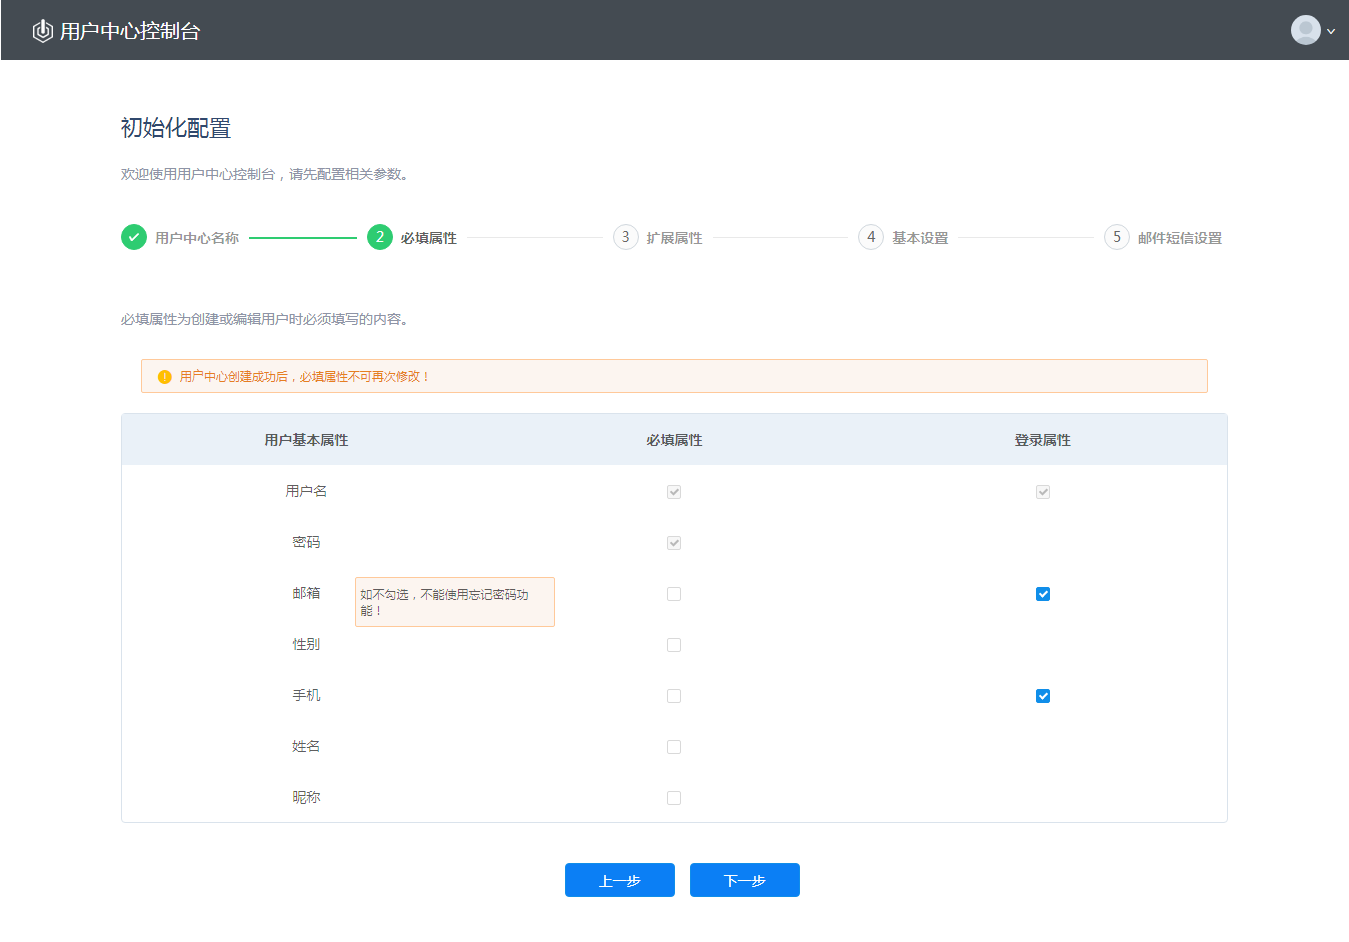 用户中心控制台
初始化配置
欢迎使用用户中心控制台，请先配置相关参数。
用户中心名称 2 必填属性 3 扩展属性 4 基本设置 5 邮件短信设置
必填属性为创建或编辑用户时必须填写的内容。
用户中心创建成功后，必填属性不可再次修改！
用户基本属性 必填属性 登录属性
用户名
密码
邮箱
如不勾选，不能使用忘记密码功
能！
性别
手机
姓名
昵称
上一步 下一步